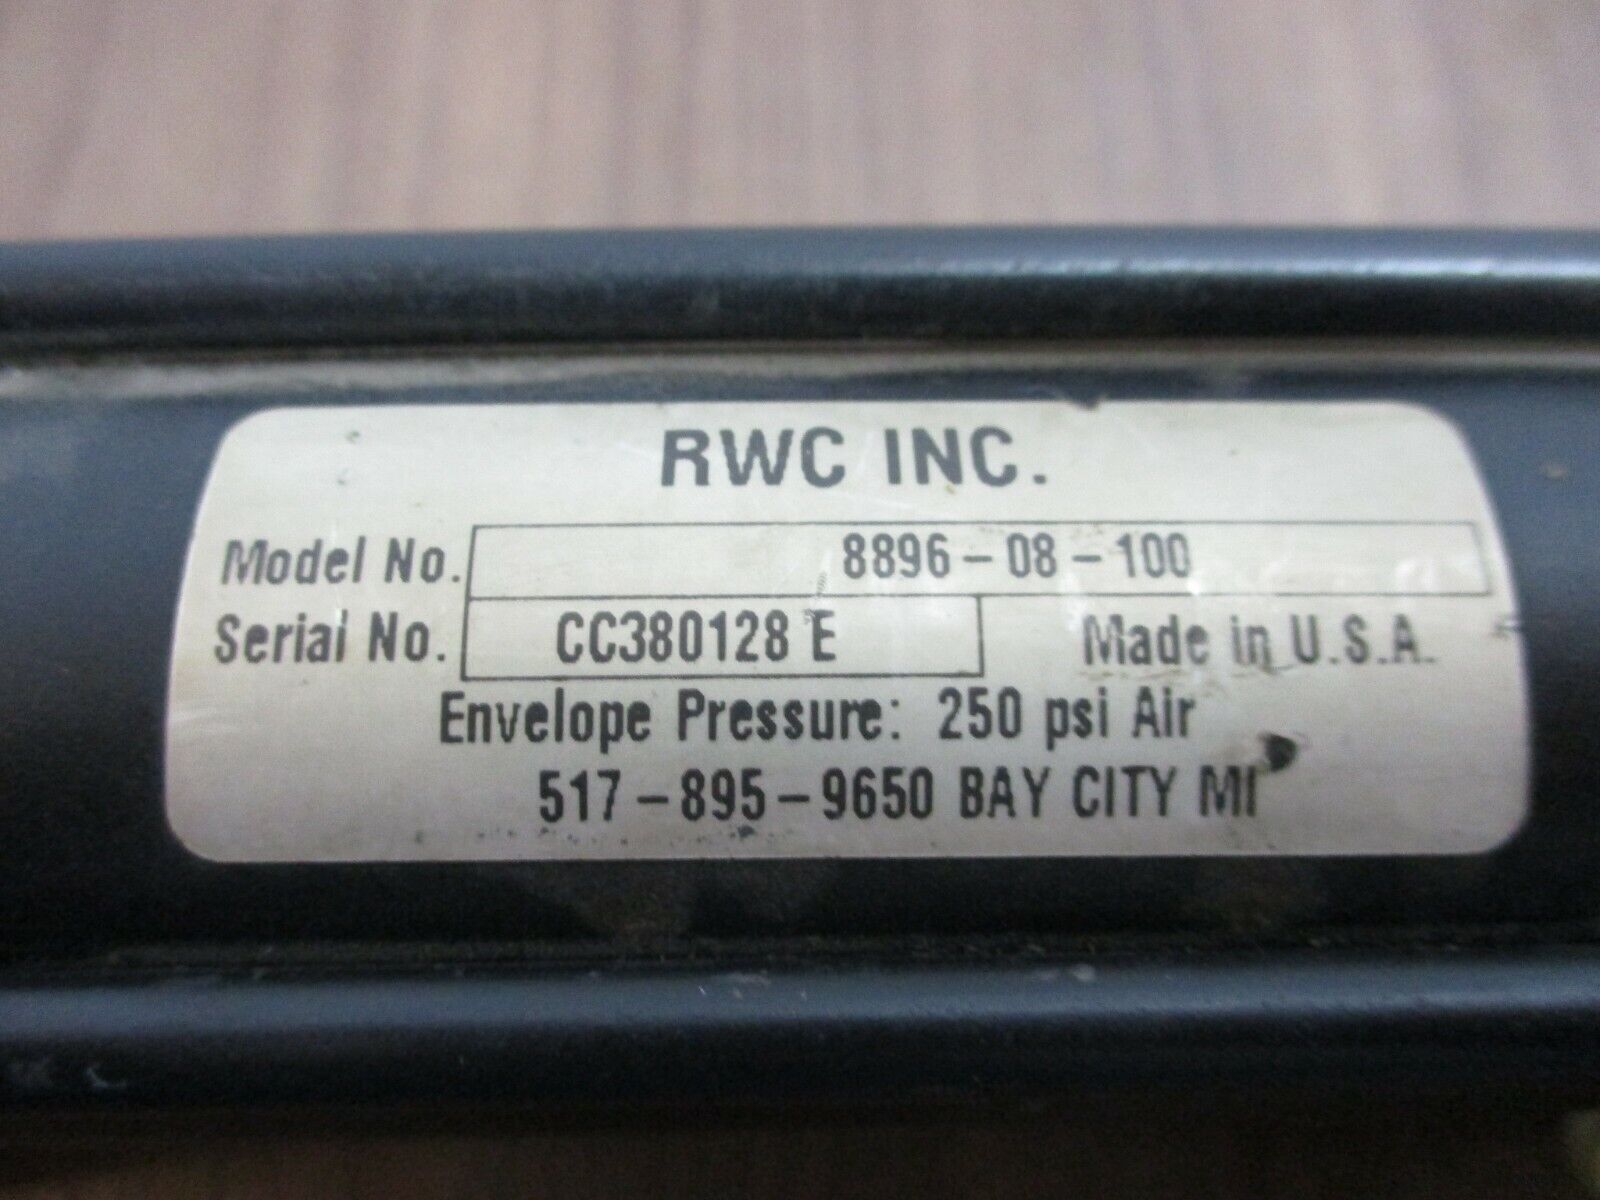 RWC INC.
Model No. 8896-08-100
Serial No. CC380128 E Made in U.S.A.
Envelope Pressure: 250 psi Air
517-895-9650 BAY CITY MI